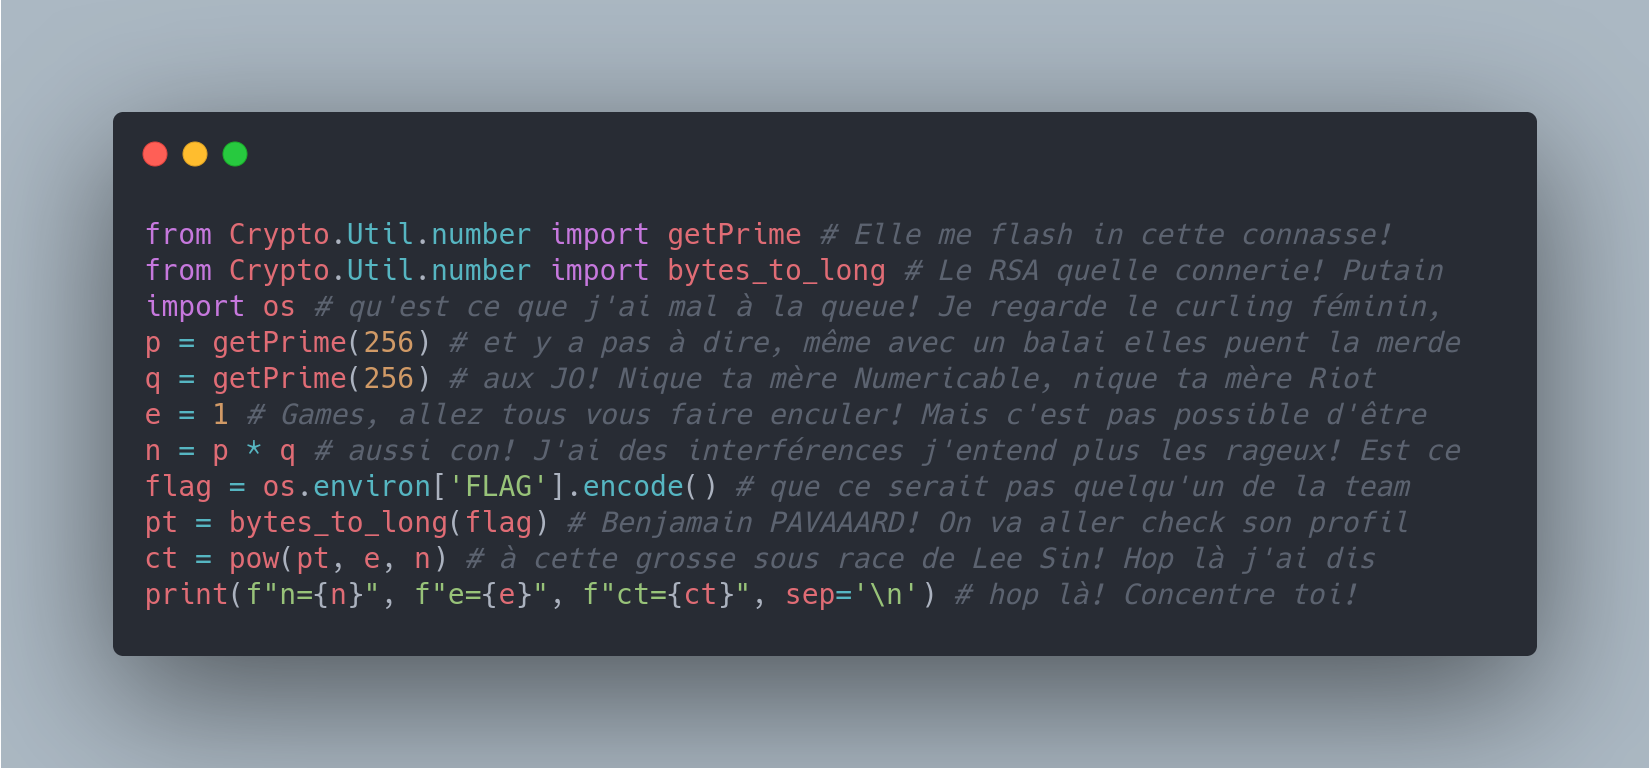 from Crypto.Util.number import getPrime # Elle me flash in cette connasse!
from Crypto.Util.number import bytes_to_long # Le RSA quelle connerie! Putain
import os # qu'est ce que j'ai mal à la queue! Je regarde le curling féminin,
p = getPrime(256) # et y a pas à dire, même avec un balai elles puent la merde
q = getPrime(256) # aux JO! Nique ta mère Numericable, nique ta mère Riot
e = 1 # Games, allez tous vous faire enculer! Mais c'est pas possible d'être
n = p * q # aussi con! J'ai des interférences j'entend plus les rageux! Est ce
flag = os.environ['FLAG'].encode() # que ce serait pas quelqu'un de la team
pt = bytes_to_long(flag) # Benjamain PAVAAARD! On va aller check son profil
ct = pow(pt, e, n) # à cette grosse sous race de Lee Sin! Hop là j'ai dis
print(f"n={n}", f"e={e}", f"ct={ct}", sep='\n') # hop là! Concentre toi!